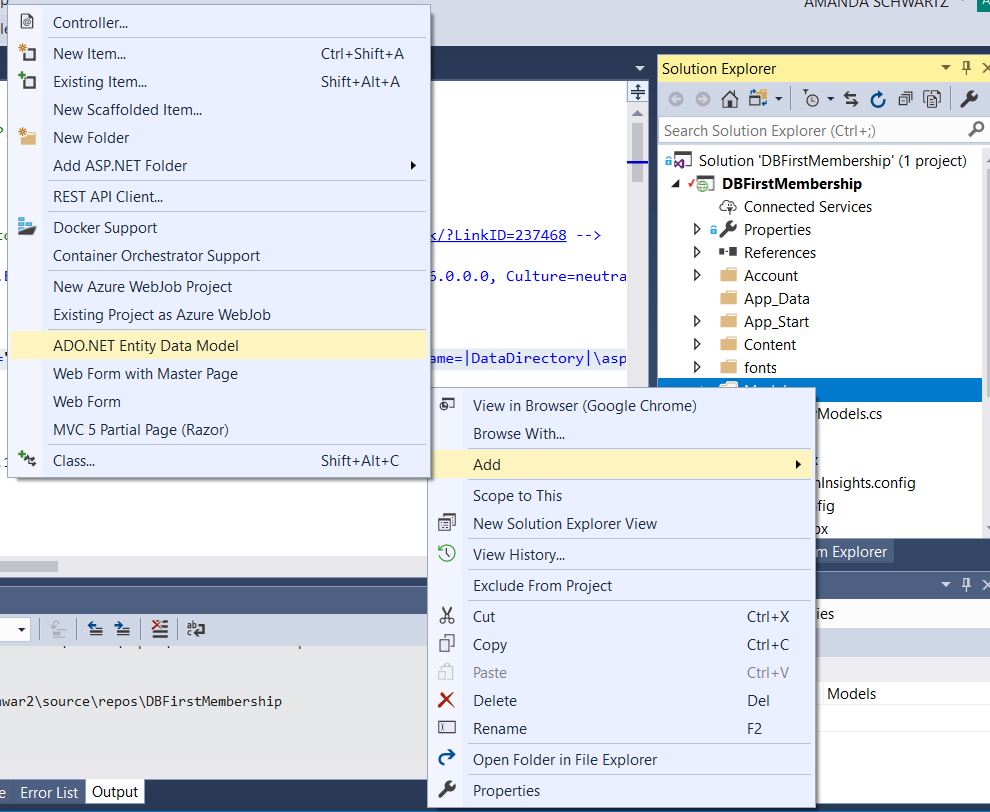 AMANDA SCHWARTZ
Controller...
New Item... Ctrl+Shift+A
Existing Item... Shift+Alt+A
New Scaffolded Item...
New Folder
Add ASP.NET Folder
REST API Client...
Docker Support
Container Orchestrator Support
New Azure WebJob Project
Existing Project as Azure WebJob
ADO.NET Entity Data Model
Web Form with Master Page
Web Form
MVC 5 Partial Page (Razor)
Class... Shift+Alt+C
k/?LinkID=237468 -->
6.0.0.0, Culture=neutra
ame=|DataDirectory|\asp
Solution Explorer
Search Solution Explorer (Ctrl+;)
Solution 'DBFirstMembership' (1 project)
DBFirstMembership
Connected Services
Properties
References
Account
App_Data
App_Start
Content
fonts
yModels.cs
nInsights.config
fig
ox
m Explorer
View in Browser (Google Chrome)
Browse With...
Add
Scope to This
New Solution Explorer View
View History...
Exclude From Project
Cut Ctrl+X
Copy Ctrl+C
Paste Ctrl+V
Delete Del
Rename F2
Open Folder in File Explorer
Properties
ies
Models
nwar2\source\repos\DBFirstMembership
e Error List Output